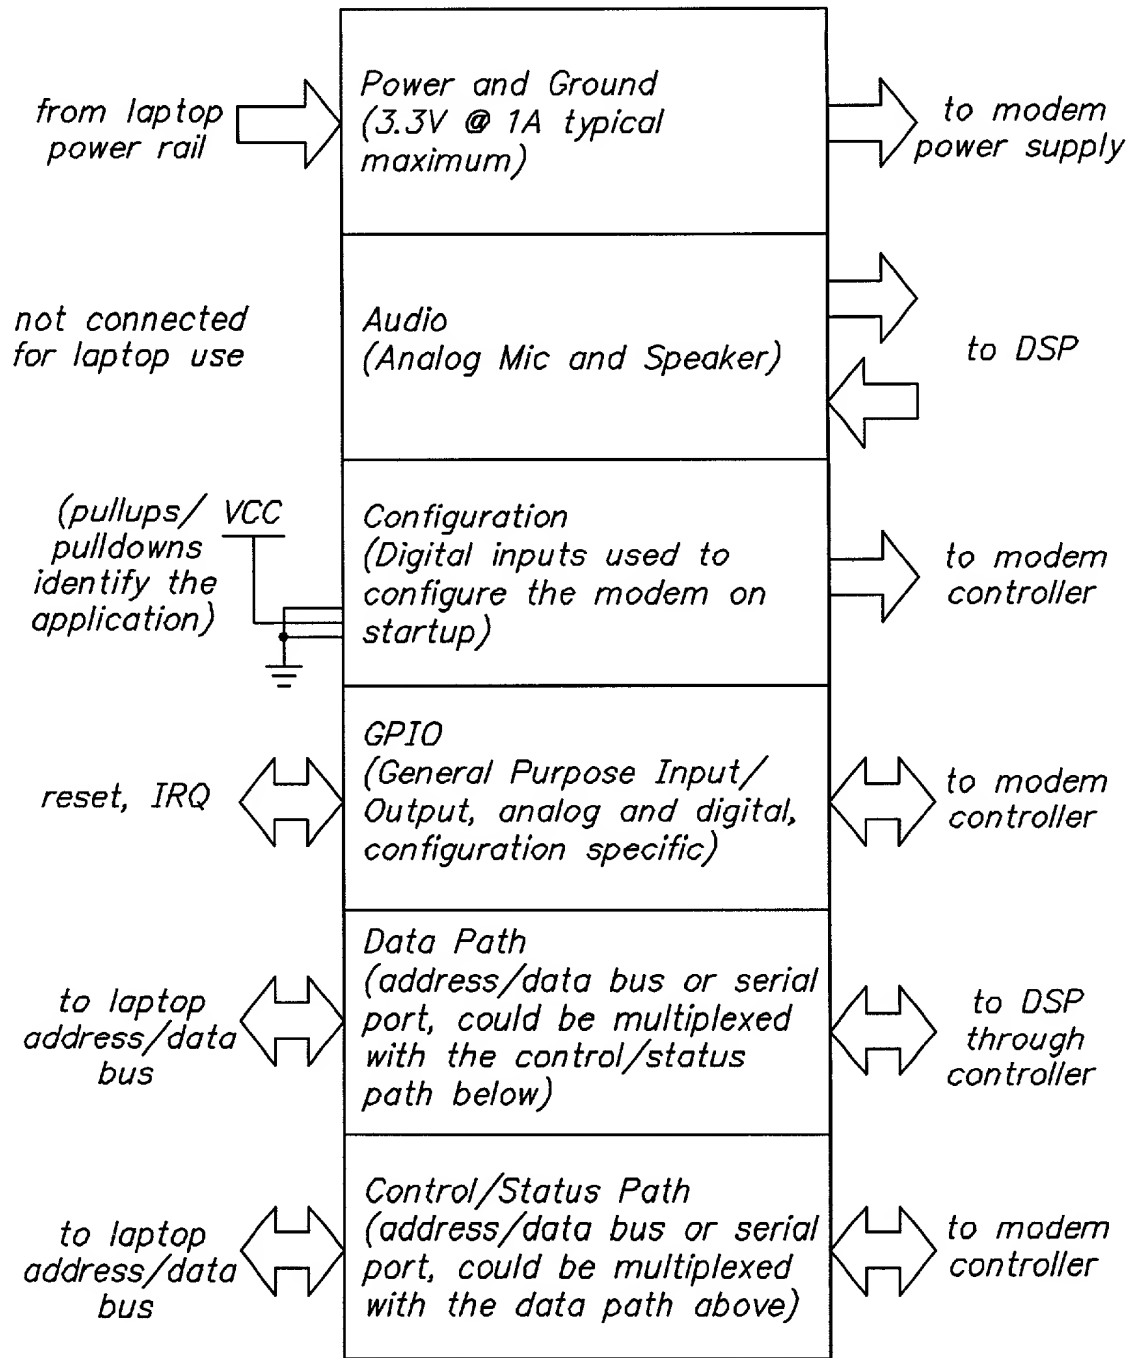 from laptop
power rail
Power and Ground
(3.3V @ 1A typical
maximum)
to modem
power supply
not connected
for laptop use
Audio
(Analog Mic and Speaker)
to DSP
(pullups/
pulldowns
identify the
application)
VCC
Configuration
(Digital inputs used to
configure the modem on
startup)
to modem
controller
reset, IRQ
GPIO
(General Purpose Input/
Output, analog and digital,
configuration specific)
to modem
controller
to laptop
address/data
bus
Data Path
(address/data bus or serial
port, could be multiplexed
with the control/status
path below)
to DSP
through
controller
to laptop
address/data
bus
Control/Status Path
(address/data bus or serial
port, could be multiplexed
with the data path above)
to modem
controller